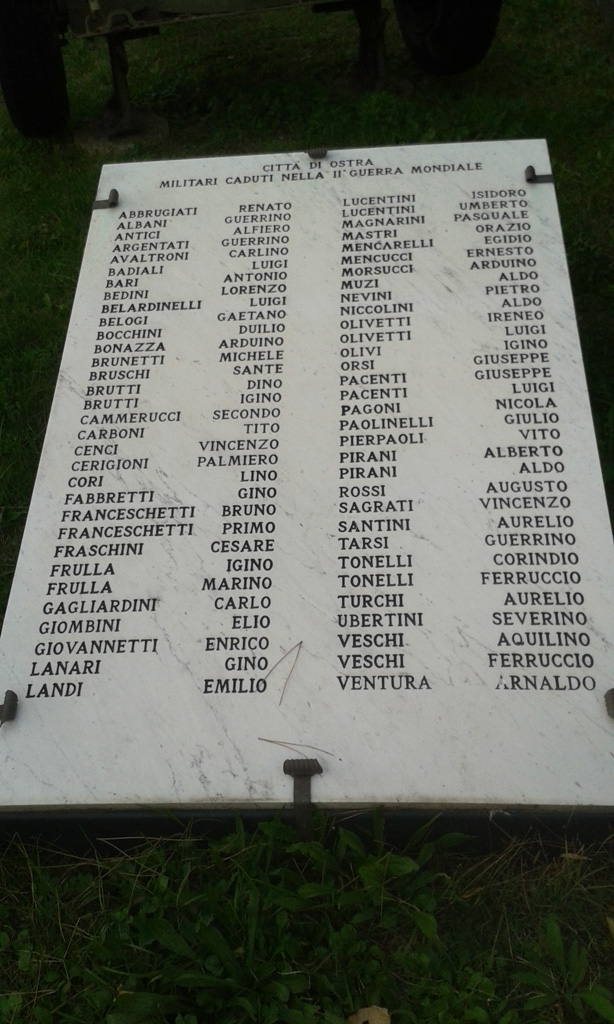 CITTÀ DI OSTRA
MILITARI CADUTI NELLA IIª GUERRA MONDIALE
ABBRUGIATI RENATO
ALBANI GUERRINO
ANTICI ALFIERO
ARGENTATI GUERRINO
AVALTRONI CARLINO
BADIALI LUIGI
BARI ANTONIO
BEDINI LORENZO
BELARDINELLI LUIGI
BELOGI GAETANO
BOCCHINI DUILIO
BONAZZA ARDUINO
BRUNETTI MICHELE
BRUSCHI SANTE
BRUTTI DINO
BRUTTI IGINO
CAMMERUCCI SECONDO
CARBONI TITO
CENCI VINCENZO
CERIGIONI PALMIERO
CORI LINO
FABBRETTI GINO
FRANCESCHETTI BRUNO
FRANCESCHETTI PRIMO
FRASCHINI CESARE
FRULLA IGINO
FRULLA MARINO
GAGLIARDINI CARLO
GIOMBINI ELIO
GIOVANNETTI ENRICO
LANARI GINO
LANDI EMILIO
LUCENTINI ISIDORO
LUCENTINI UMBERTO
MAGNARINI PASQUALE
MASTRI ORAZIO
MENCARELLI EGIDIO
MENCUCCI ERNESTO
MORSUCCI ARDUINO
MUZI ALDO
NEVINI PIETRO
NICCOLINI ALDO
OLIVETTI IRENEO
OLIVETTI LUIGI
OLIVI IGINO
ORSI GIUSEPPE
PACENTI GIUSEPPE
PACENTI LUIGI
PAGONI NICOLA
PAOLINELLI GIULIO
PIERPAOLI VITO
PIRANI ALBERTO
PIRANI ALDO
ROSSI AUGUSTO
SAGRATI VINCENZO
SANTINI AURELIO
TARSI GUERRINO
TONELLI CORINDIO
TONELLI FERRUCCIO
TURCHI AURELIO
UBERTINI SEVERINO
VESCHI AQUILINO
VESCHI FERRUCCIO
VENTURA ARNALDO